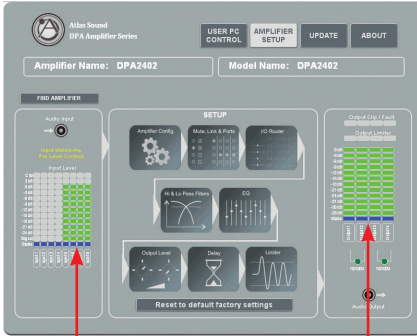 Atlas Sound
DPA Amplifier Series
USER PC CONTROL
AMPLIFIER SETUP
UPDATE
ABOUT
Amplifier Name: DPA2402
Model Name: DPA2402
FIND AMPLIFIER
Audio Input
Input Meters Are
Pre Level Controls
Input Level
SETUP
Amplifier Config
Mute, Link & Ports
I/O Router
Hi & Lo Pass Filters
EQ
Output Level
Delay
Limiter
Reset to default factory settings
Output Clip / Fault
Output Limiter
Audio Output